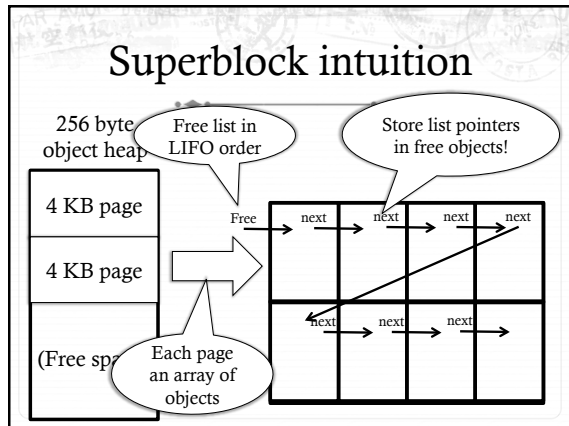 Superblock intuition
256 byte
object heap
Free list in
LIFO order
Store list pointers
in free objects!
4 KB page
4 KB page
(Free
Free
next
next
next
next
next
next
next
Each page
an array of
objects